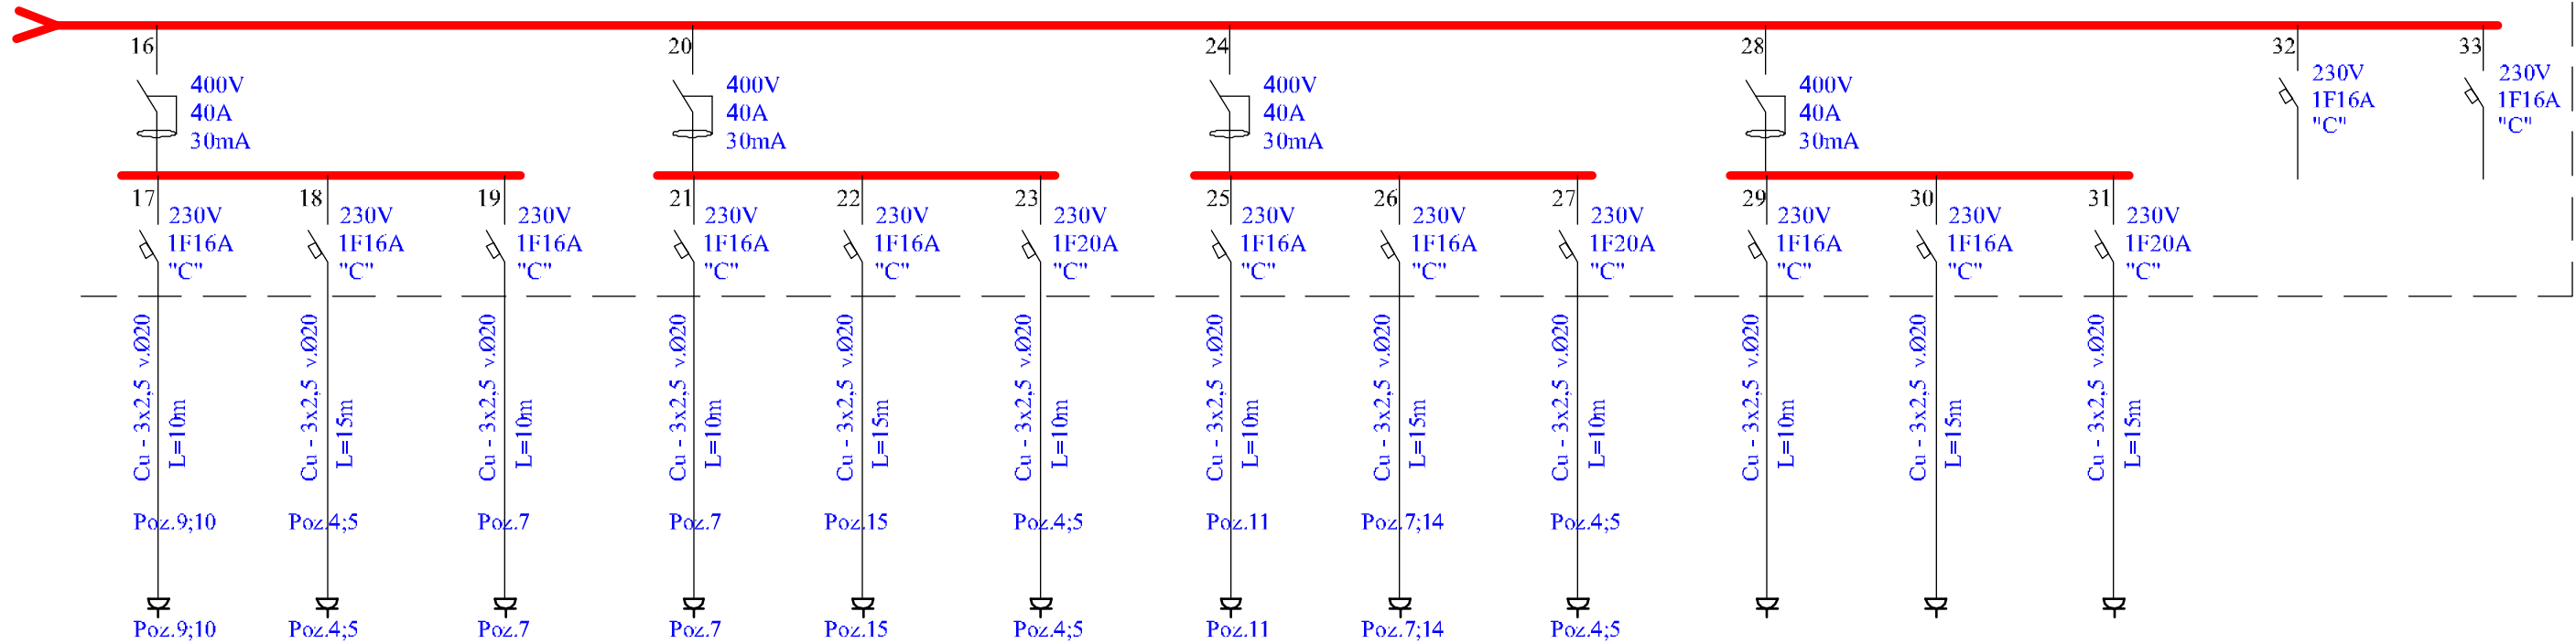 16
400V
40A
30mA
20
400V
40A
30mA
24
400V
40A
30mA
28
400V
40A
30mA
32
230V
1F16A
"C"
33
230V
1F16A
"C"
17
230V
1F16A
"C"
18
230V
1F16A
"C"
19
230V
1F16A
"C"
21
230V
1F16A
"C"
22
230V
1F16A
"C"
23
230V
1F20A
"C"
25
230V
1F16A
"C"
26
230V
1F16A
"C"
27
230V
1F20A
"C"
29
230V
1F16A
"C"
30
230V
1F16A
"C"
31
230V
1F20A
"C"
Cu - 3x2,5 v.Ø20
L=10m
Cu - 3x2,5 v.Ø20
L=15m
Cu - 3x2,5 v.Ø20
L=10m
Cu - 3x2,5 v.Ø20
L=10m
Cu - 3x2,5 v.Ø20
L=15m
Cu - 3x2,5 v.Ø20
L=10m
Cu - 3x2,5 v.Ø20
L=10m
Cu - 3x2,5 v.Ø20
L=15m
Cu - 3x2,5 v.Ø20
L=10m
Cu - 3x2,5 v.Ø20
L=10m
Cu - 3x2,5 v.Ø20
L=15m
Cu - 3x2,5 v.Ø20
L=15m
Poz.9;10
Poz.4;5
Poz.7
Poz.7
Poz.15
Poz.4;5
Poz.11
Poz.7;14
Poz.4;5
Poz.9;10
Poz.4;5
Poz.7
Poz.7
Poz.15
Poz.4;5
Poz.11
Poz.7;14
Poz.4;5